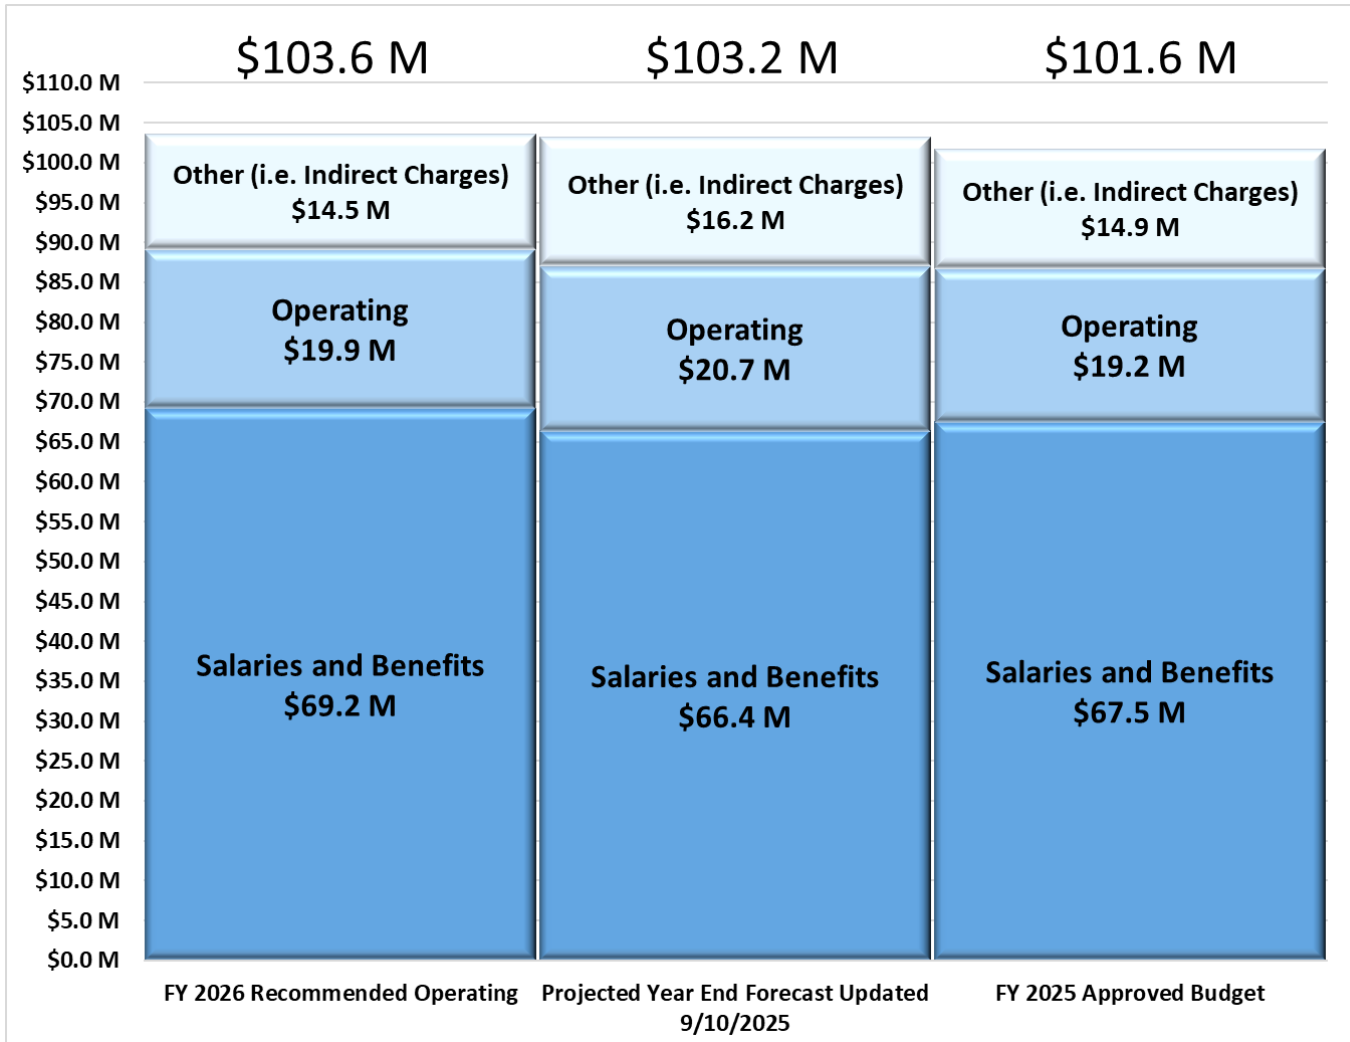 $103.6 M
$103.2 M
$101.6 M
$110.0 M
$105.0 M
$100.0 M
$95.0 M
$90.0 M
$85.0 M
$80.0 M
$75.0 M
$70.0 M
$65.0 M
$60.0 M
$55.0 M
$50.0 M
$45.0 M
$40.0 M
$35.0 M
$30.0 M
$25.0 M
$20.0 M
$15.0 M
$10.0 M
$5.0 M
$0.0 M
Other (i.e. Indirect Charges)
$14.5 M
Operating
$19.9 M
Salaries and Benefits
$69.2 M
FY 2026 Recommended Operating
Other (i.e. Indirect Charges)
$16.2 M
Operating
$20.7 M
Salaries and Benefits
$66.4 M
Projected Year End Forecast Updated
9/10/2025
Other (i.e. Indirect Charges)
$14.9 M
Operating
$19.2 M
Salaries and Benefits
$67.5 M
FY 2025 Approved Budget